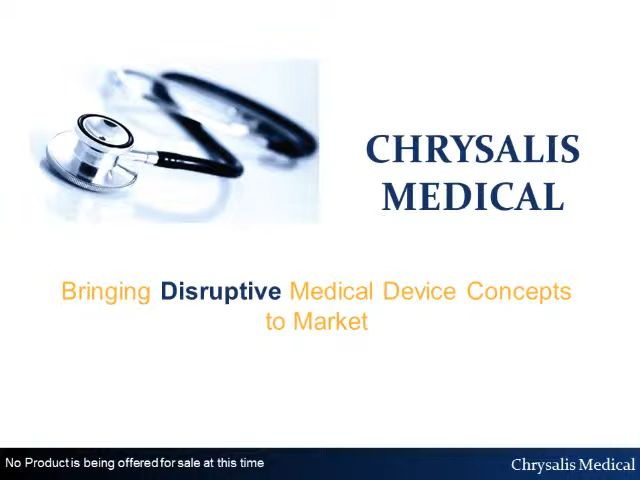 CHRYSALIS
MEDICAL
Bringing Disruptive Medical Device Concepts
to Market
No Product is being offered for sale at this time
Chrysalis Medical